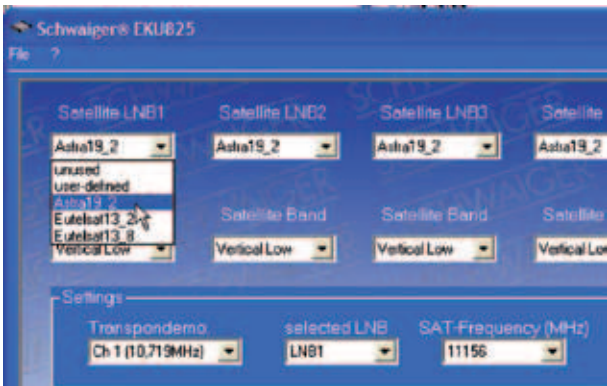 Schwaiger® EKU825
File ?
Satellite LNB1 Satellite LNB2 Satellite LNB3 Satellite
Astra19_2 Astra19_2 Astra19_2 Astra19_2
unused
user-defined
Astra19_2
Eutelsat13_2
Eutelsat13_8
Satellite Band Satellite Band Satellite
Vertical Low Vertical Low Vertical Low Vertical Lo
Settings
Transponderno. selected LNB SAT-Frequency (MHz)
Ch 1 (10,719MHz) LNB1 11156